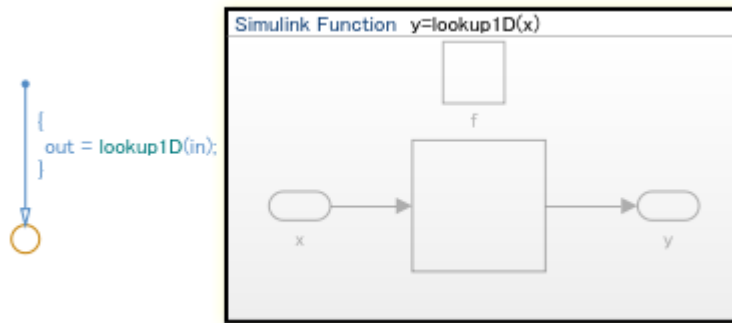 Simulink Function y=lookup1D(x)
f
{
out = lookup1D(in);
}
x
y